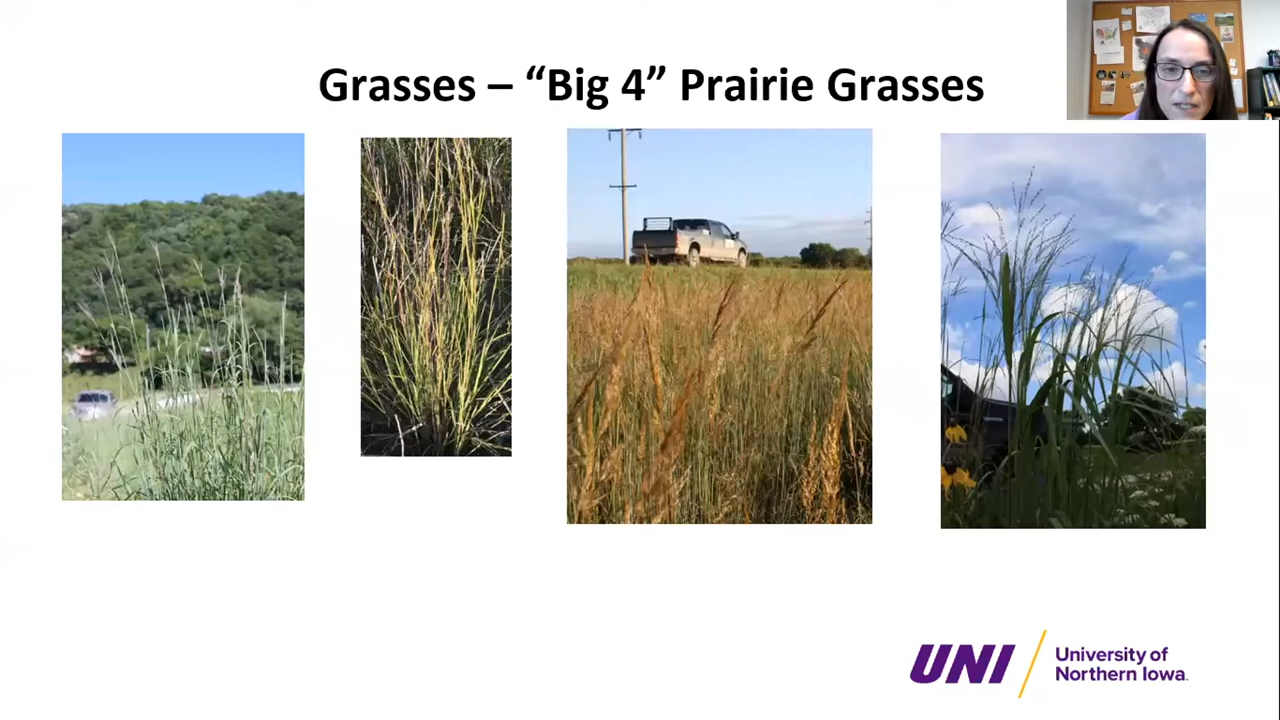 Grasses – “Big 4” Prairie Grasses
UNI
University of
Northern Iowa.